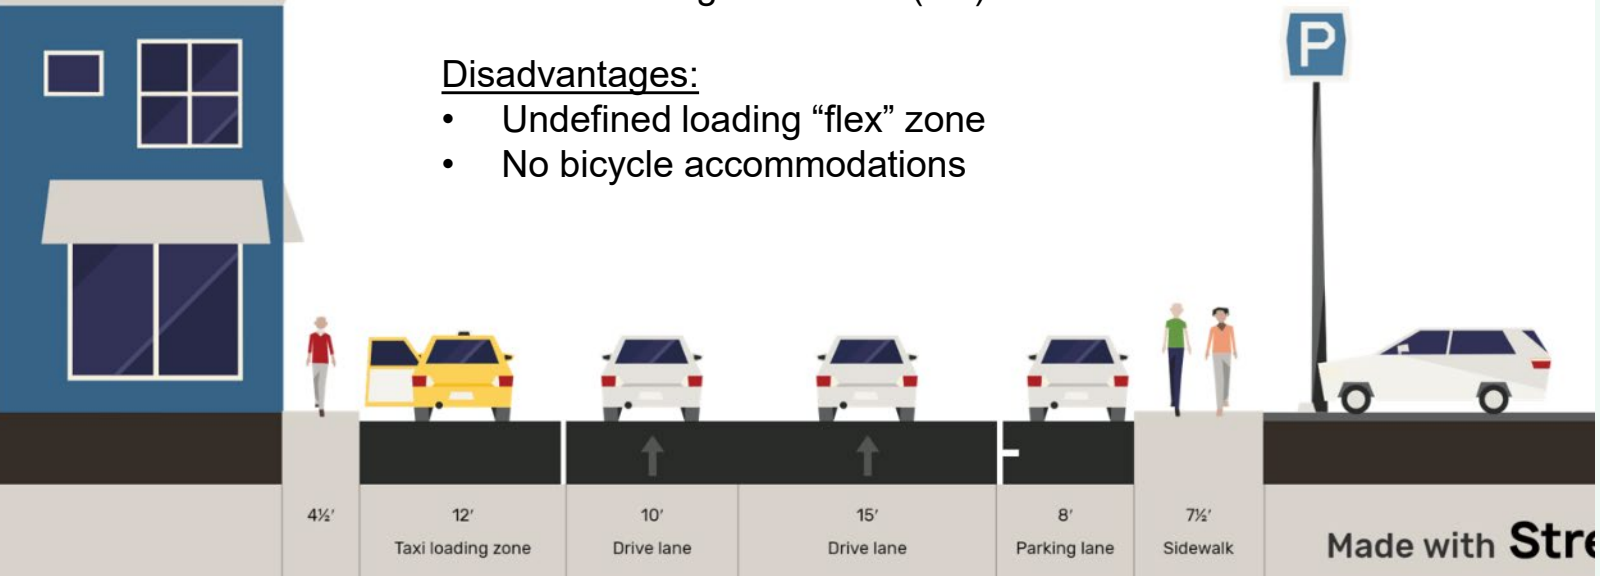 Disadvantages:
• Undefined loading “flex” zone
• No bicycle accommodations
P
4½′ 12′ 10′ 15′ 8′ 7½′
Taxi loading zone Drive lane Drive lane Parking lane Sidewalk
Made with